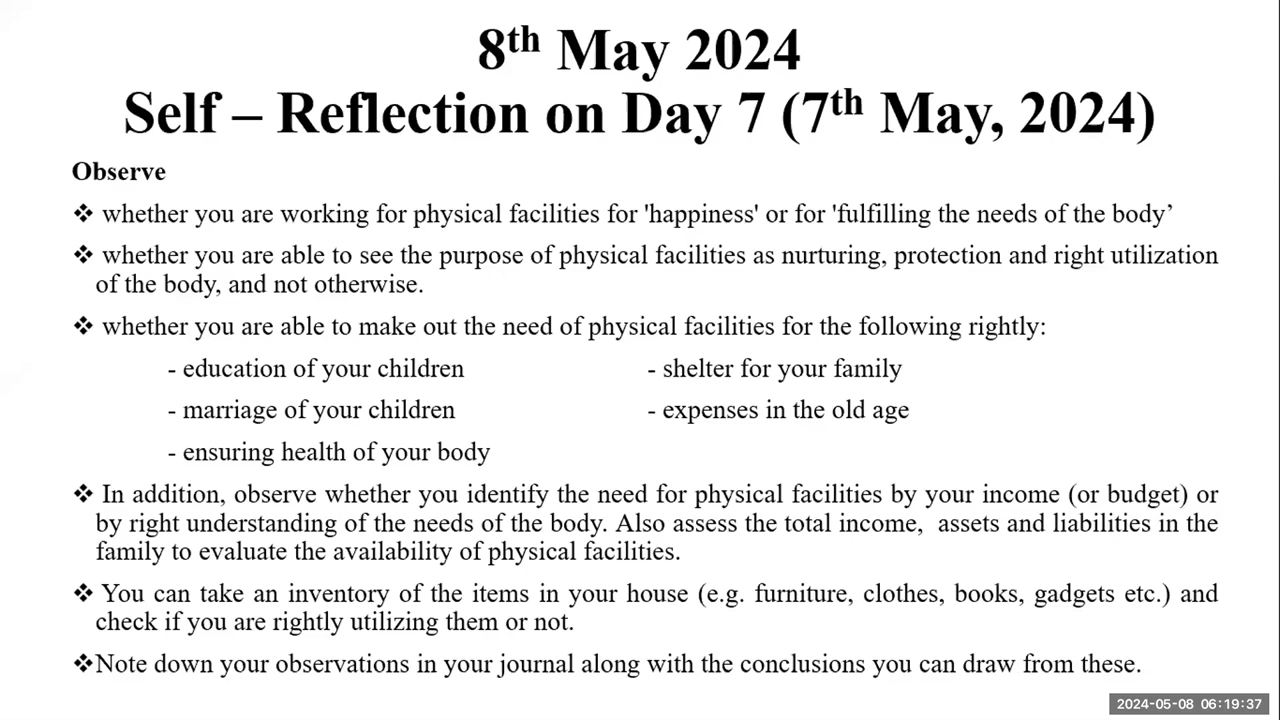 8th May 2024
Self – Reflection on Day 7 (7th May, 2024)
Observe
❖ whether you are working for physical facilities for 'happiness' or for 'fulfilling the needs of the body’
❖ whether you are able to see the purpose of physical facilities as nurturing, protection and right utilization
of the body, and not otherwise.
❖ whether you are able to make out the need of physical facilities for the following rightly:
- education of your children - shelter for your family
- marriage of your children - expenses in the old age
- ensuring health of your body
❖ In addition, observe whether you identify the need for physical facilities by your income (or budget) or
by right understanding of the needs of the body. Also assess the total income, assets and liabilities in the
family to evaluate the availability of physical facilities.
❖ You can take an inventory of the items in your house (e.g. furniture, clothes, books, gadgets etc.) and
check if you are rightly utilizing them or not.
❖Note down your observations in your journal along with the conclusions you can draw from these.
2024-05-08 06:19:37